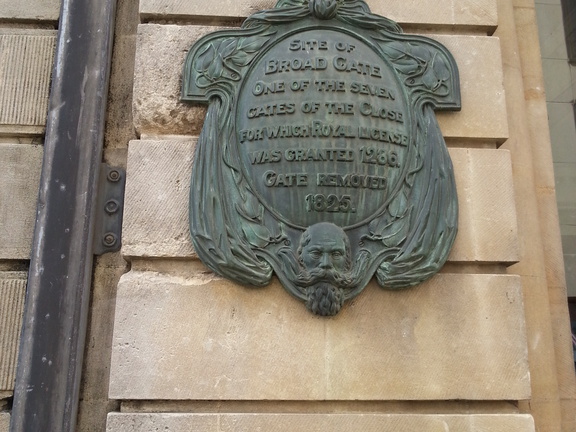 SITE OF
BROAD GATE
ONE OF THE SEVEN
GATES OF THE CLOSE
FOR WHICH ROYAL LICENSE
WAS GRANTED 1286.
GATE REMOVED
1825.